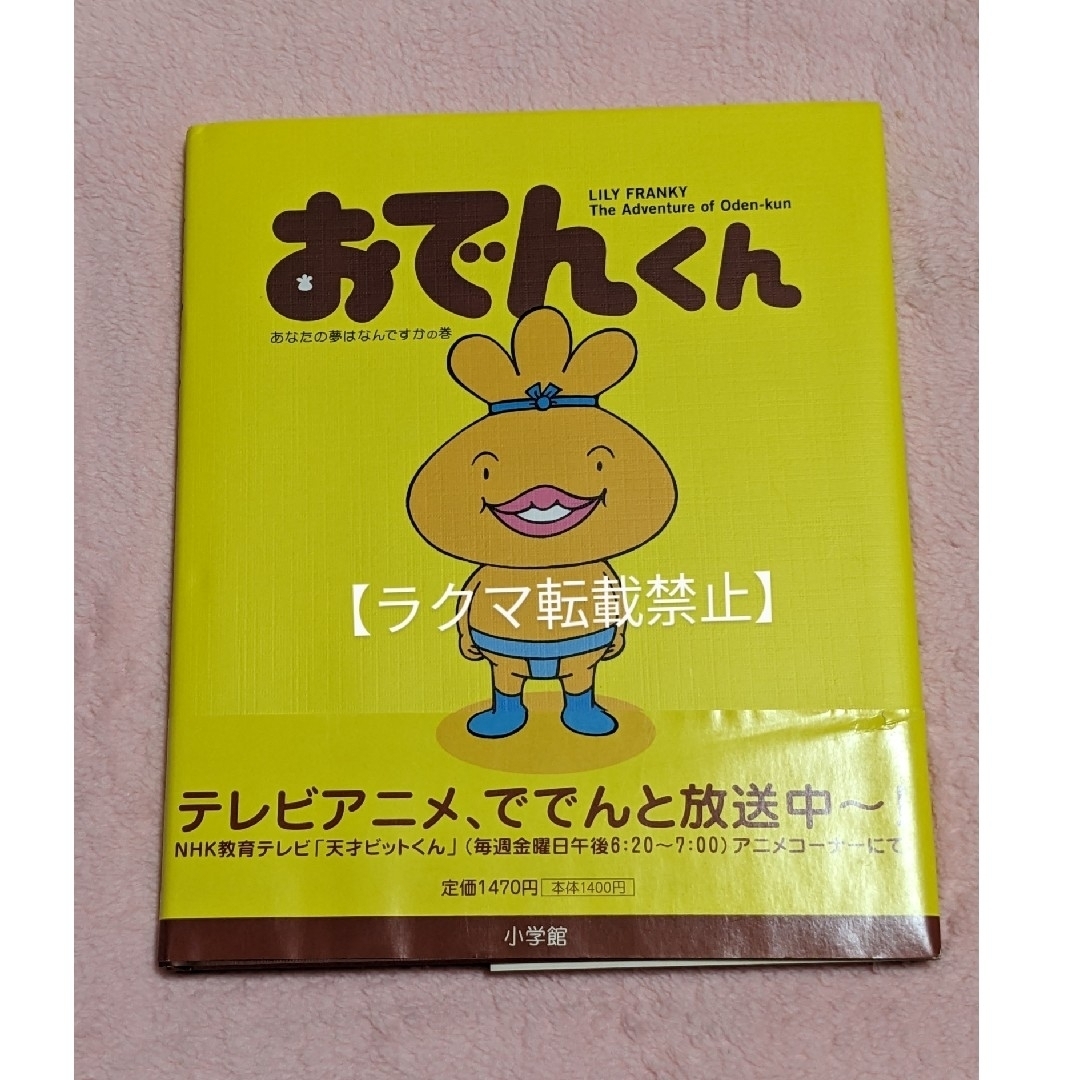 LILY FRANKY
The Adventure of Oden-kun
おでんくん
あなたの夢はなんですかの巻
【ラクマ転載禁止】
テレビアニメ、ででんと放送中～!
NHK教育テレビ「天才ビットくん」(毎週金曜日午後6:20～7:00)アニメコーナーにて
定価1470円 本体1400円
小学館